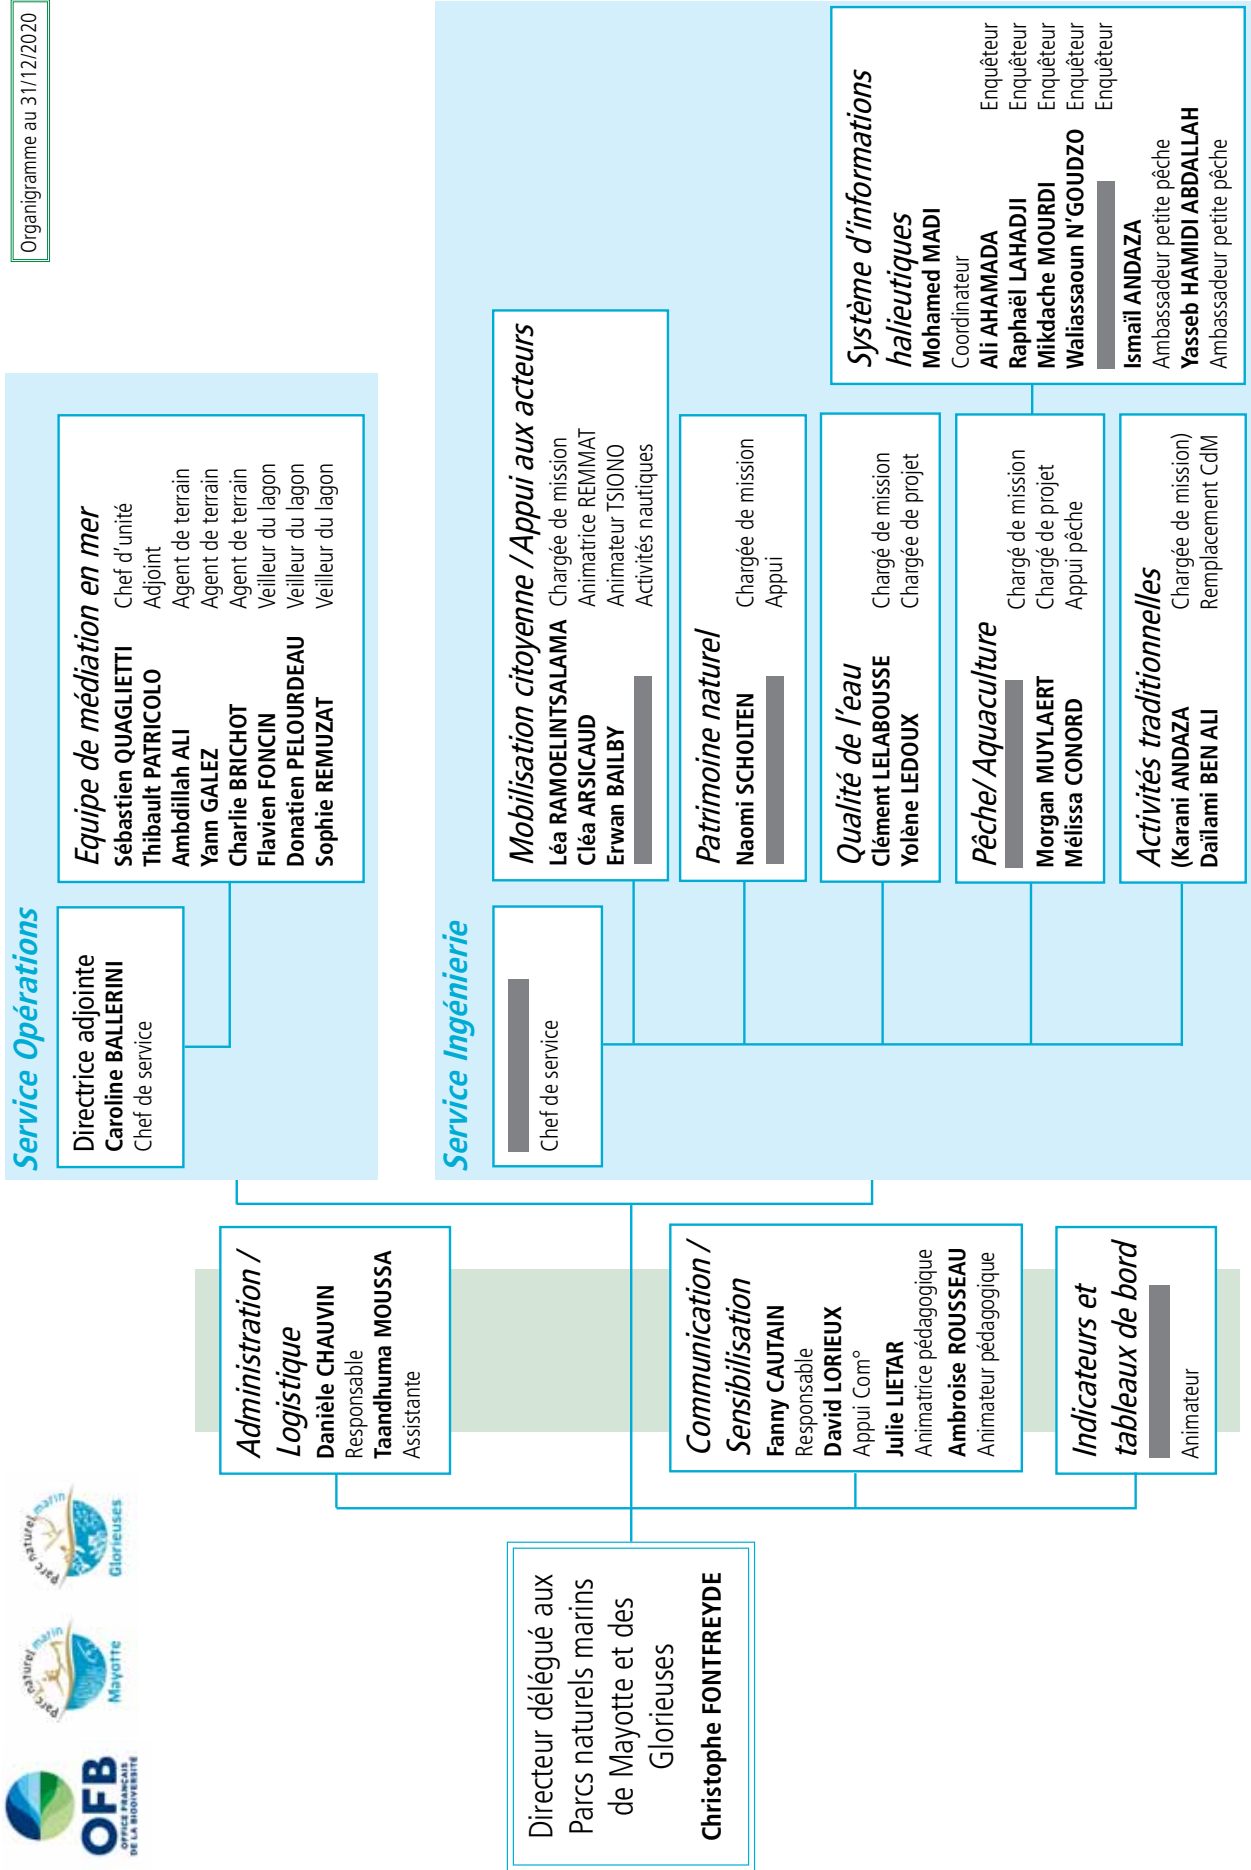 OFB
OFFICE FRANÇAIS
DE LA BIODIVERSITÉ
Parc naturel marin
Mayotte
Parc naturel marin
Glorieuses
Organigramme au 31/12/2020
Directeur délégué aux
Parcs naturels marins
de Mayotte et des
Glorieuses
Christophe FONTFREYDE
Administration /
Logistique
Danièle CHAUVIN
Responsable
Taandhuma MOUSSA
Assistante
Communication /
Sensibilisation
Fanny CAUTAIN
Responsable
David LORIEUX
Appui Com°
Julie LIETAR
Animatrice pédagogique
Ambroise ROUSSEAU
Animateur pédagogique
Indicateurs et
tableaux de bord
Animateur
Service Opérations
Directrice adjointe
Caroline BALLERINI
Chef de service
Equipe de médiation en mer
Sébastien QUAGLIETTI Chef d'unité
Thibault PATRICOLO Adjoint
Ambdillah ALI Agent de terrain
Yann GALEZ Agent de terrain
Charlie BRICHOT Agent de terrain
Flavien FONCIN Veilleur du lagon
Donatien PELOURDEAU Veilleur du lagon
Sophie REMUZAT Veilleur du lagon
Service Ingénierie
Chef de service
Mobilisation citoyenne / Appui aux acteurs
Léa RAMOELINTSALAMA Chargée de mission
Cléa ARSICAUD Animatrice REMMAT
Erwan BAILBY Animateur TSIONO
Activités nautiques
Patrimoine naturel
Naomi SCHOLTEN Chargée de mission
Appui
Qualité de l'eau
Clément LELABOUSSE Chargé de mission
Yolène LEDOUX Chargée de projet
Pêche/ Aquaculture
Chargé de mission
Morgan MUYLAERT Chargé de projet
Mélissa CONORD Appui pêche
Activités traditionnelles
(Karani ANDAZA Chargée de mission)
Daïlami BEN ALI Remplacement CdM
Système d'informations
halieutiques
Mohamed MADI
Coordinateur
Ali AHAMADA Enquêteur
Raphaël LAHADJI Enquêteur
Mikdache MOURDI Enquêteur
Waliassaoun N'GOUDZO Enquêteur
Enquêteur
Ismaïl ANDAZA
Ambassadeur petite pêche
Yasseb HAMIDI ABDALLAH
Ambassadeur petite pêche